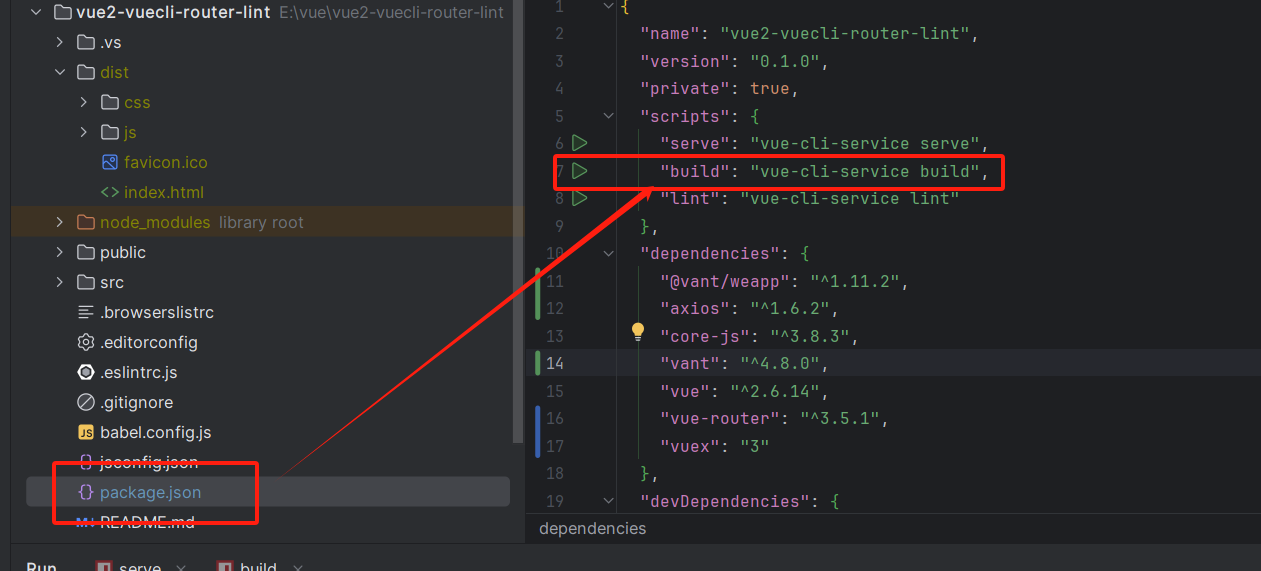 vue2-vuecli-router-lint E:\vue\vue2-vuecli-router-lint
.vs
dist
css
js
favicon.ico
<> index.html
node_modules library root
public
src
.browserslistrc
.editorconfig
.eslintrc.js
.gitignore
JS babel.config.js
{} jsconfig.json
{} package.json
M↓ README.md
1 {
2 "name": "vue2-vuecli-router-lint",
3 "version": "0.1.0",
4 "private": true,
5 "scripts": {
6 "serve": "vue-cli-service serve",
7 "build": "vue-cli-service build",
8 "lint": "vue-cli-service lint"
9 },
10 "dependencies": {
11 "@vant/weapp": "^1.11.2",
12 "axios": "^1.6.2",
13 "core-js": "^3.8.3",
14 "vant": "^4.8.0",
15 "vue": "^2.6.14",
16 "vue-router": "^3.5.1",
17 "vuex": "3"
18 },
19 "devDependencies": {
dependencies
Run serve × build ×